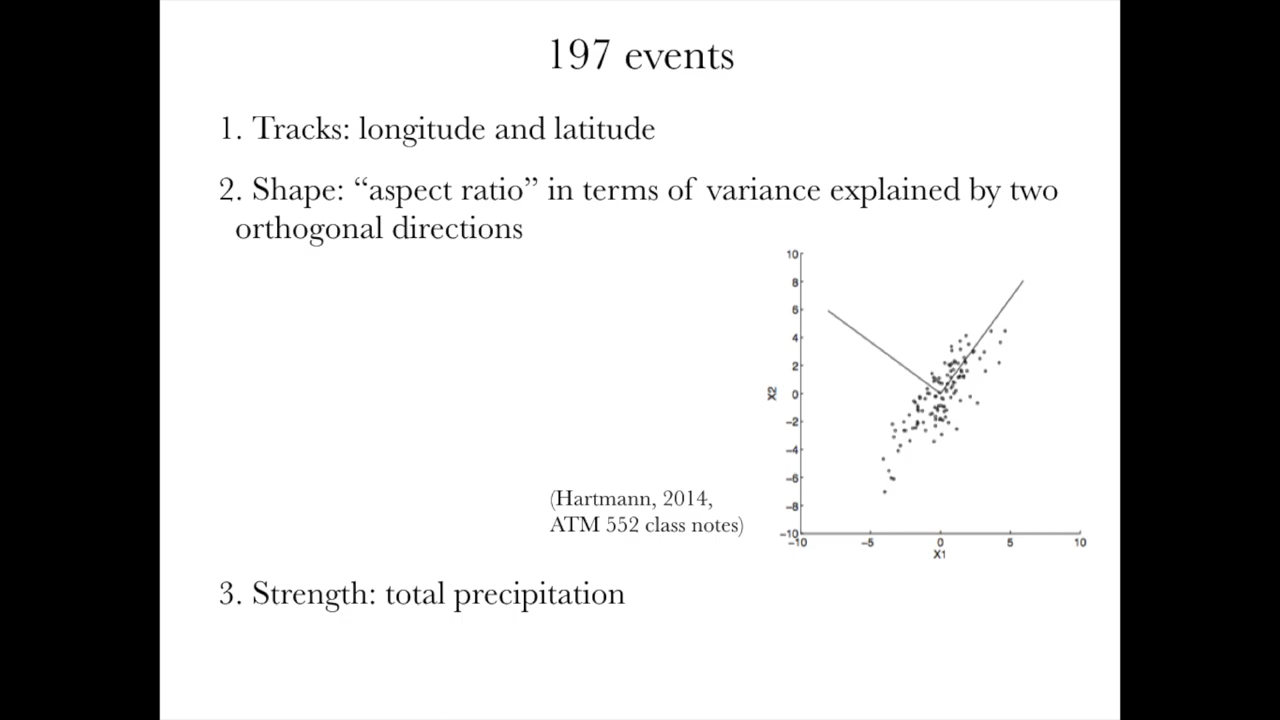 197 events
1. Tracks: longitude and latitude
2. Shape: “aspect ratio” in terms of variance explained by two
orthogonal directions
10
8
6
4
2
0
−2
−4
−6
−8
−10
X2
−10
−5
0
5
10
X1
(Hartmann, 2014,
ATM 552 class notes)
3. Strength: total precipitation